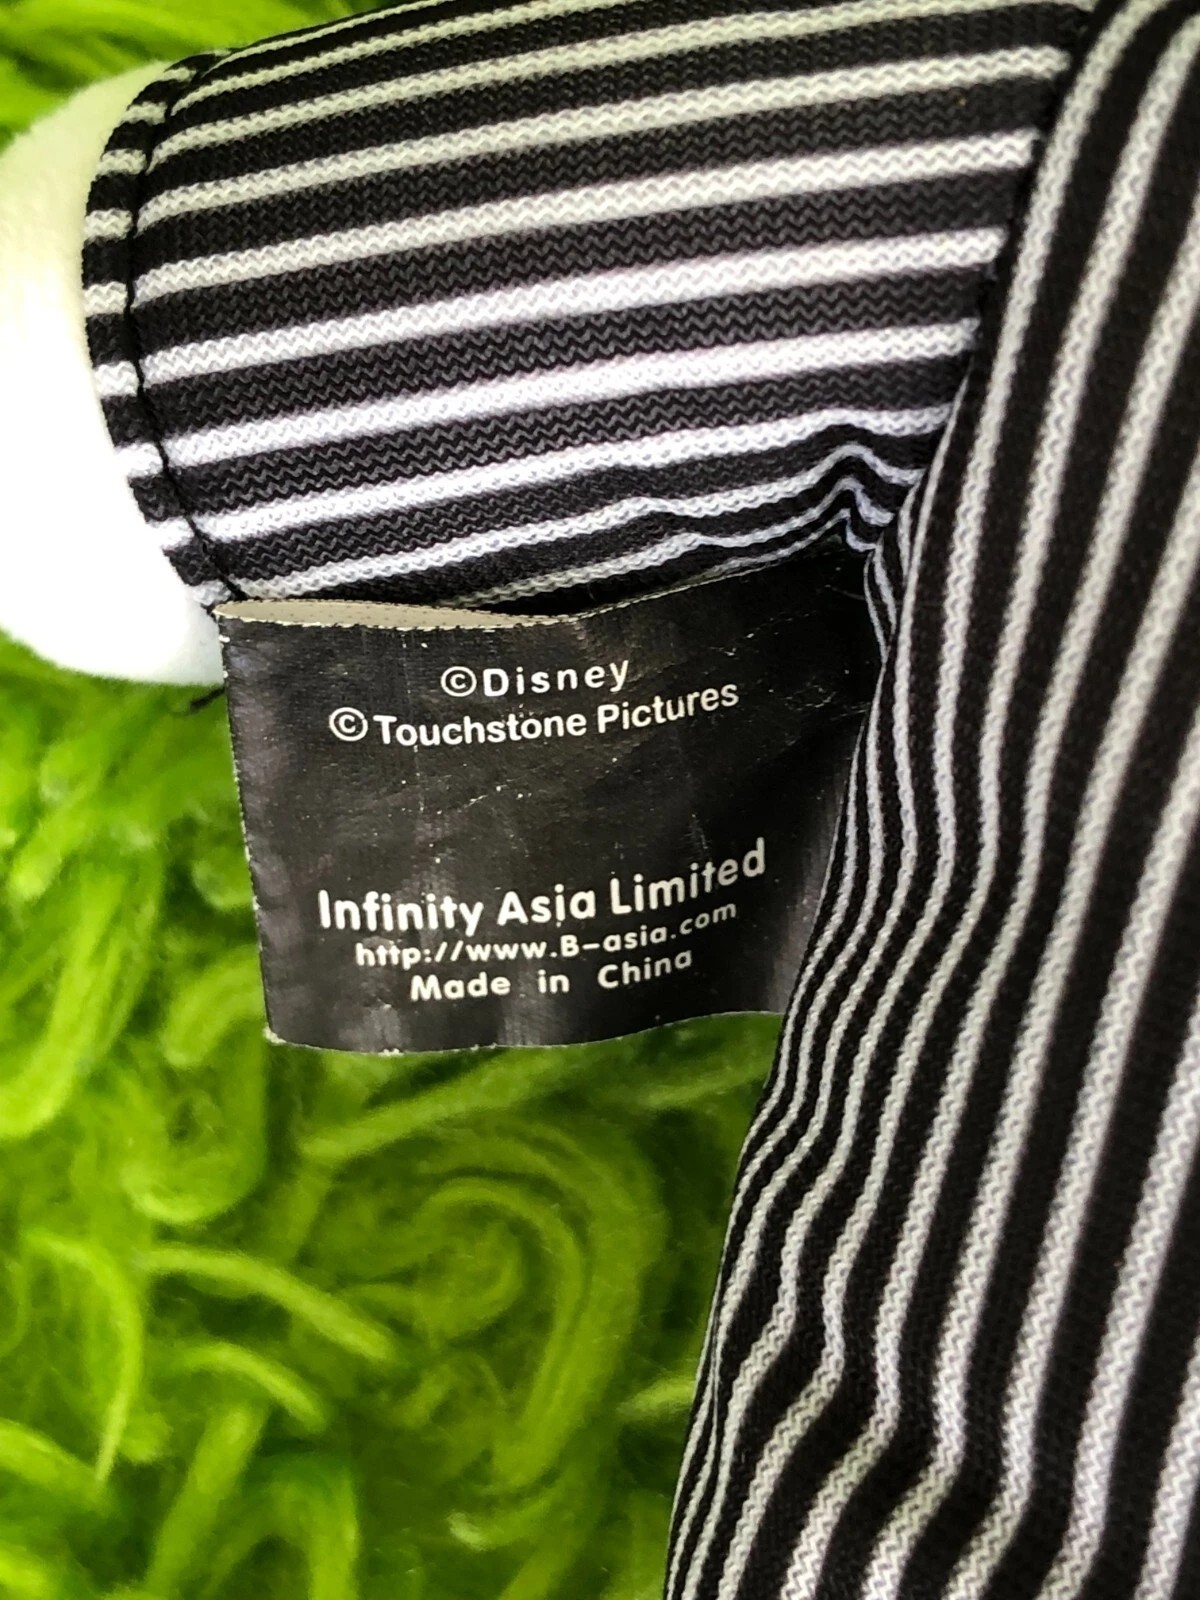 ©Disney
©Touchstone Pictures
Infinity Asia Limited
http://www.B-asia.com
Made in China